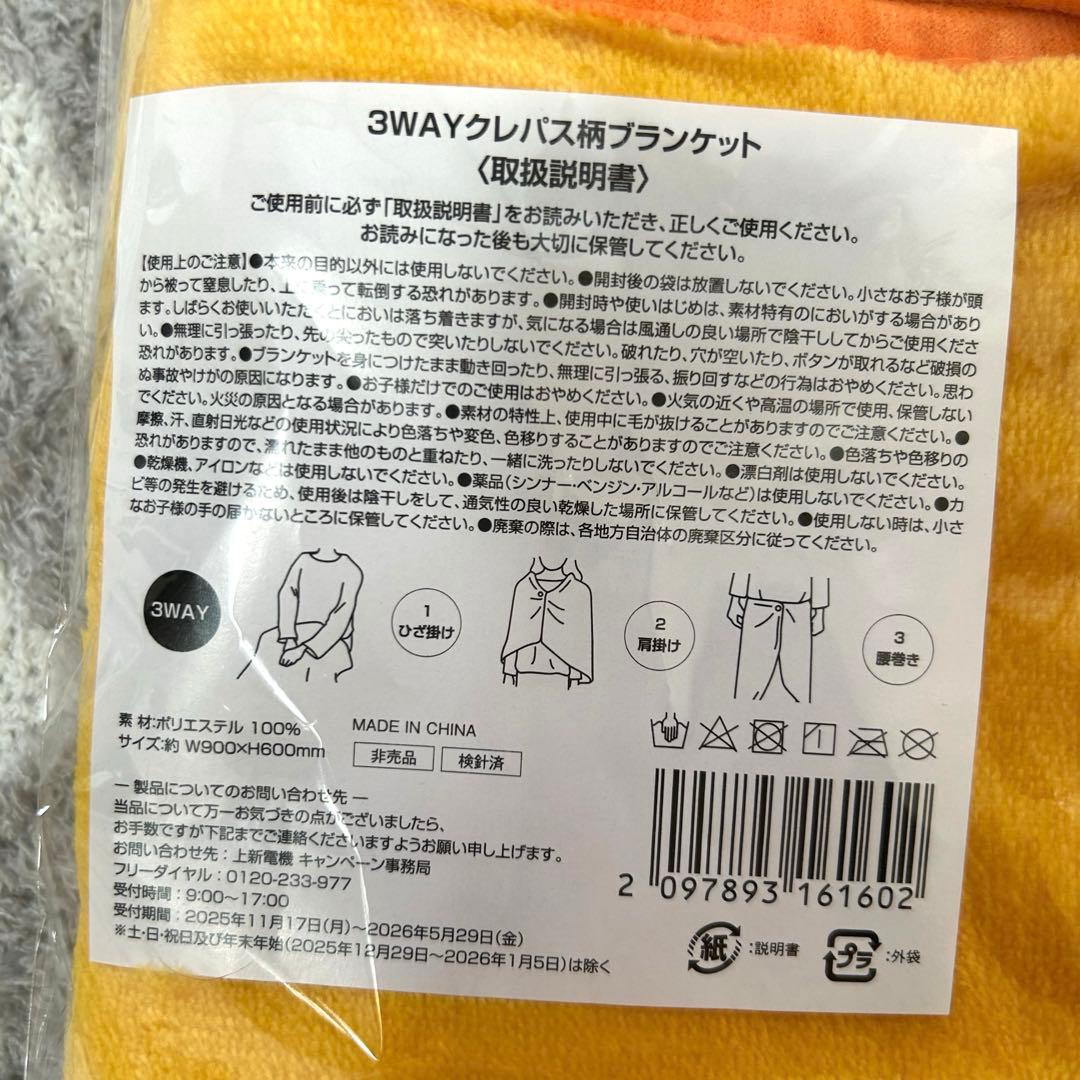 3WAYクレパス柄ブランケット
〈取扱説明書〉
ご使用前に必ず「取扱説明書」をお読みいただき、正しくご使用ください。
お読みになった後も大切に保管してください。
【使用上のご注意】●本来の目的以外には使用しないでください。●開封後の袋は放置しないでください。小さなお子様が頭
から被って窒息したり、上に乗って転倒する恐れがあります。●開封時や使いはじめは、素材特有のにおいがする場合があり
ます。しばらくお使いいただくとにおいは落ち着きますが、気になる場合は風通しの良い場所で陰干ししてからご使用くださ
い。●無理に引っ張ったり、先の尖ったもので突いたりしないでください。破れたり、穴が空いたり、ボタンが取れるなど破損の
恐れがあります。●ブランケットを身につけたまま動き回ったり、無理に引っ張る、振り回すなどの行為はおやめください。思わ
ぬ事故やけがの原因になります。●お子様だけでのご使用はおやめください。●火気の近くや高温の場所で使用、保管しない
でください。火災の原因となる場合があります。●素材の特性上、使用中に毛が抜けることがありますのでご注意ください。●
摩擦、汗、直射日光などの使用状況により色落ちや変色、色移りすることがありますのでご注意ください。●色落ちや色移りの
恐れがありますので、濡れたまま他のものと重ねたり、一緒に洗ったりしないでください。●漂白剤は使用しないでください。
●乾燥機、アイロンなどは使用しないでください。●薬品(シンナー・ベンジン・アルコールなど)は使用しないでください。●カ
ビ等の発生を避けるため、使用後は陰干しをして、通気性の良い乾燥した場所に保管してください。●使用しない時は、小さ
なお子様の手の届かないところに保管してください。●廃棄の際は、各地方自治体の廃棄区分に従ってください。
3WAY
1
ひざ掛け
2
肩掛け
3
腰巻き
素 材:ポリエステル 100%
サイズ:約 W900×H600mm
MADE IN CHINA
非売品
検針済
― 製品についてのお問い合わせ先 ―
当品について万一お気づきの点がございましたら、
お手数ですが下記までご連絡くださいますようお願い申し上げます。
お問い合わせ先：上新電機 キャンペーン事務局
フリーダイヤル：0120-233-977
受付時間：9:00〜17:00
受付期間：2025年11月17日(月)〜2026年5月29日(金)
※土・日・祝日及び年末年始(2025年12月29日〜2026年1月5日)は除く
2 097893 161602
紙：説明書
プラ：外袋